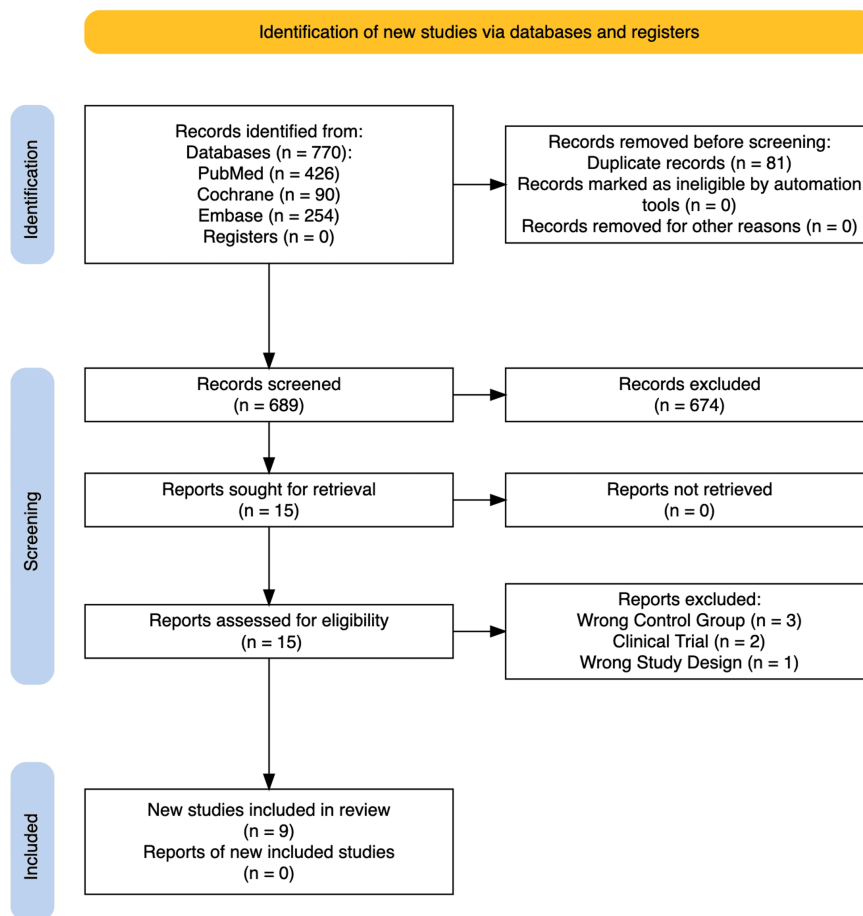 Identification of new studies via databases and registers
Identification
Records identified from:
Databases (n = 770):
PubMed (n = 426)
Cochrane (n = 90)
Embase (n = 254)
Registers (n = 0)
Records removed before screening:
Duplicate records (n = 81)
Records marked as ineligible by automation
tools (n = 0)
Records removed for other reasons (n = 0)
Screening
Records screened
(n = 689)
Records excluded
(n = 674)
Reports sought for retrieval
(n = 15)
Reports not retrieved
(n = 0)
Reports assessed for eligibility
(n = 15)
Reports excluded:
Wrong Control Group (n = 3)
Clinical Trial (n = 2)
Wrong Study Design (n = 1)
Included
New studies included in review
(n = 9)
Reports of new included studies
(n = 0)